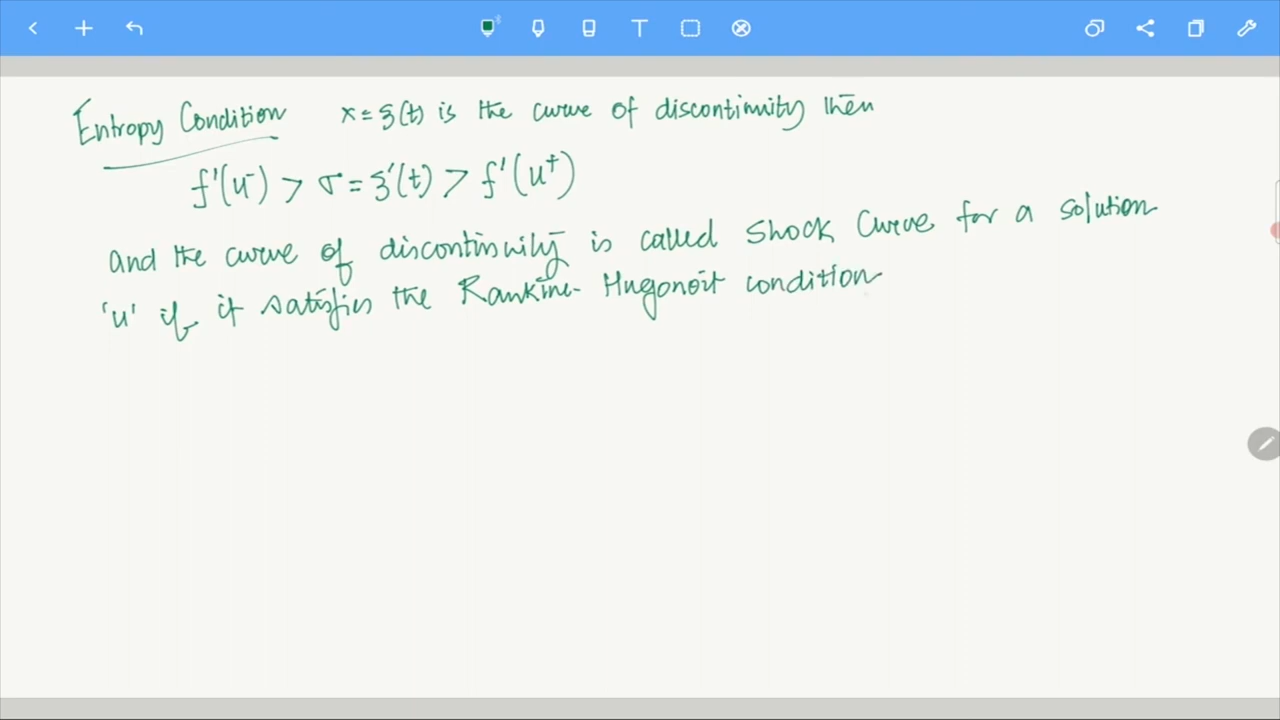 Entropy Condition x = ξ(t) is the curve of discontinuity then
f'(u⁻) > σ = ξ'(t) > f'(u⁺)
and the curve of discontinuity is called Shock Curve for a solution
'u' if it satisfies the Rankine-Hugonoit condition